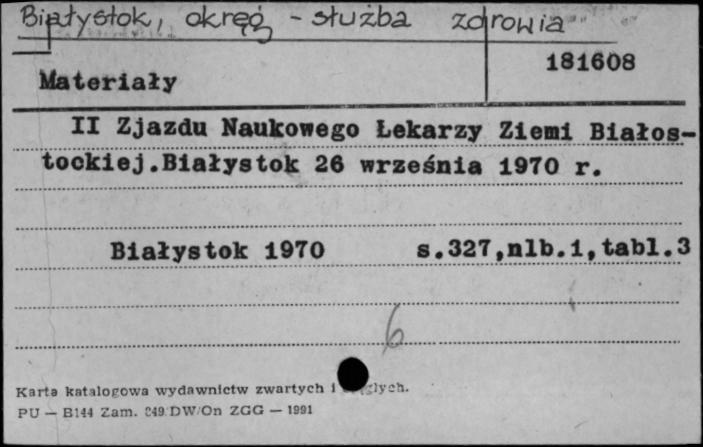 Białystok, okręg - służba zdrowia
181608
Materiały
II Zjazdu Naukowego Lekarzy Ziemi Białos-
tockiej.Białystok 26 września 1970 r.
Białystok 1970 s.327,nlb.1,tabl.3
6
Karta katalogowa wydawnictw zwartych i
PU — B144 Zam. 249 DW/On ZGG — 1991